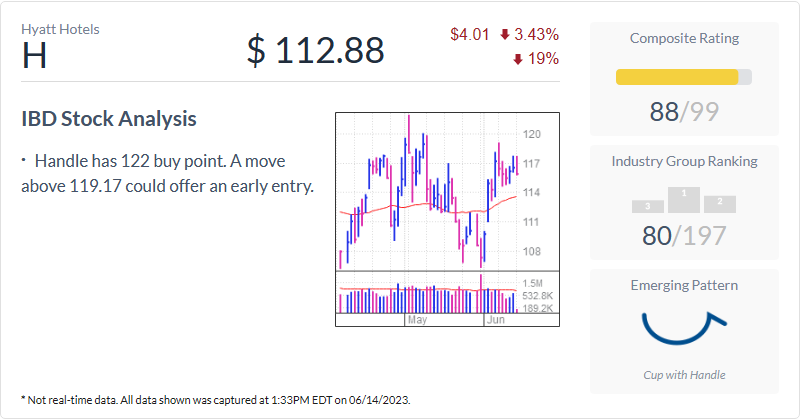 Hyatt Hotels
H
$ 112.88
$4.01 3.43%
19%
IBD Stock Analysis
· Handle has 122 buy point. A move
above 119.17 could offer an early entry.
120
117
114
111
108
1.5M
532.8K
189.2K
May
Jun
Composite Rating
88/99
Industry Group Ranking
3
1
2
80/197
Emerging Pattern
Cup with Handle
* Not real-time data. All data shown was captured at 1:33PM EDT on 06/14/2023.